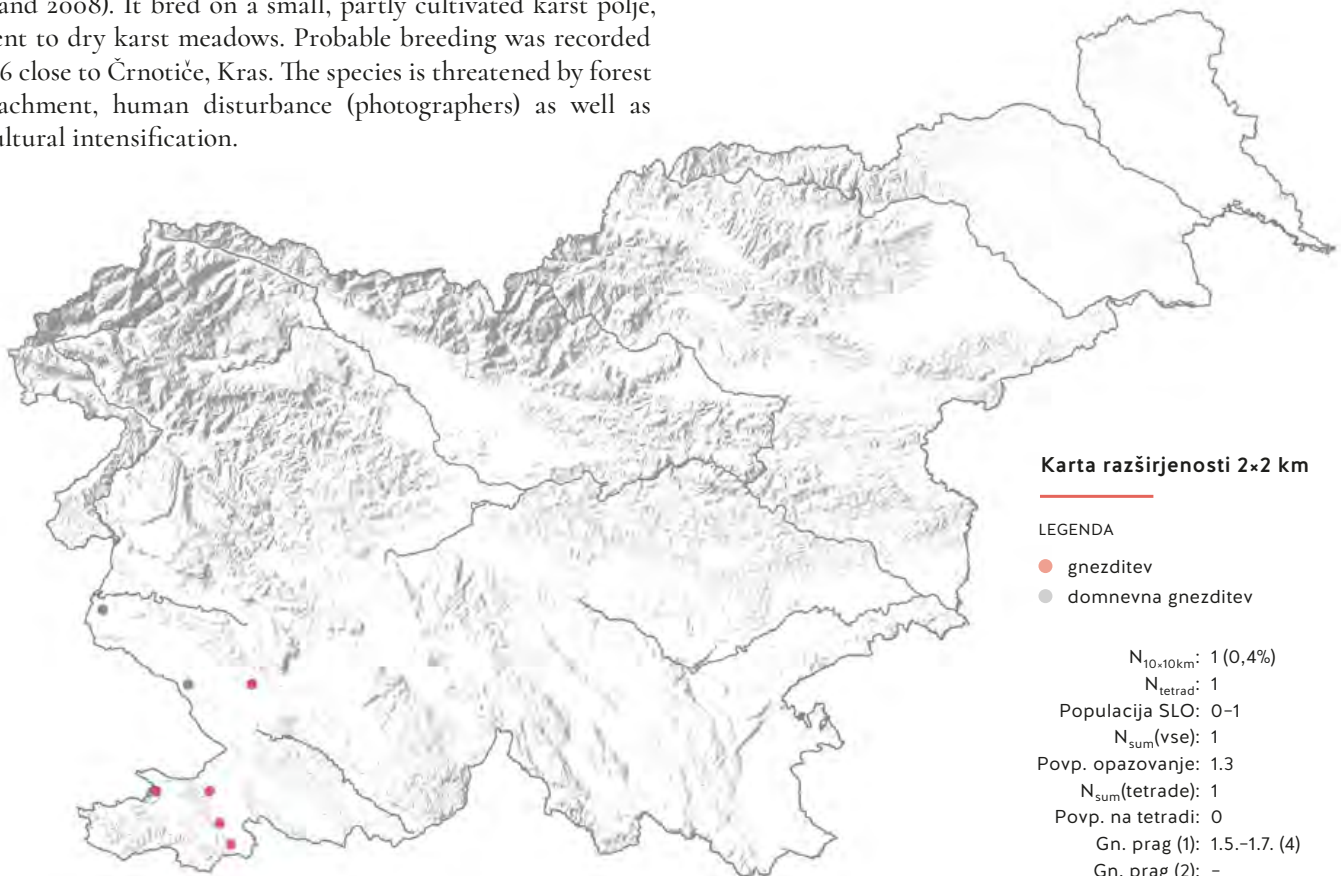 and 2008). It bred on a small, partly cultivated karst polje,
ent to dry karst meadows. Probable breeding was recorded
6 close to Črnotiče, Kras. The species is threatened by forest
achment, human disturbance (photographers) as well as
ultural intensification.
Karta razširjenosti 2×2 km
LEGENDA
gnezditev
domnevna gnezditev
N10×10km: 1 (0,4%)
Ntetrad: 1
Populacija SLO: 0–1
Nsum(vse): 1
Povp. opazovanje: 1.3
Nsum(tetrade): 1
Povp. na tetradi: 0
Gn. prag (1): 1.5.–1.7. (4)
Gn. prag (2): –